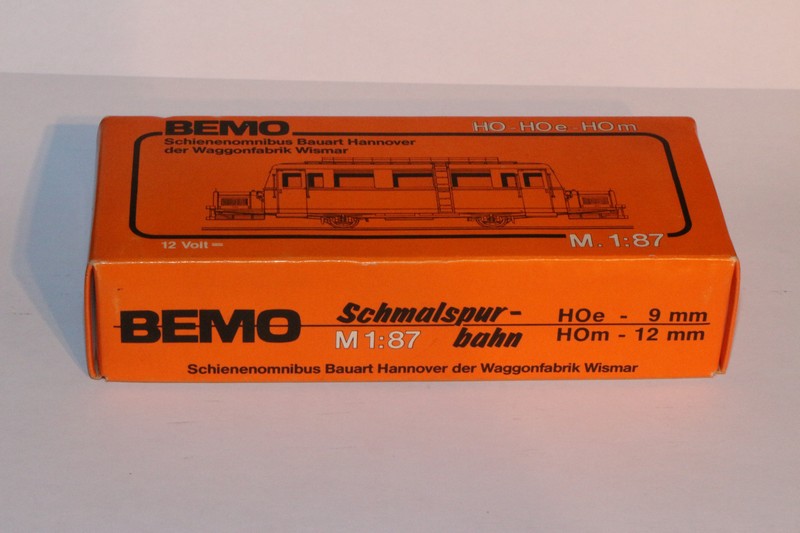 BEMO
HO - HOe - HOm
Schienenomnibus Bauart Hannover
der Waggonfabrik Wismar
12 Volt =
M. 1:87
BEMO
Schmalspur-
bahn
M 1:87
HOe - 9 mm
HOm - 12 mm
Schienenomnibus Bauart Hannover der Waggonfabrik Wismar